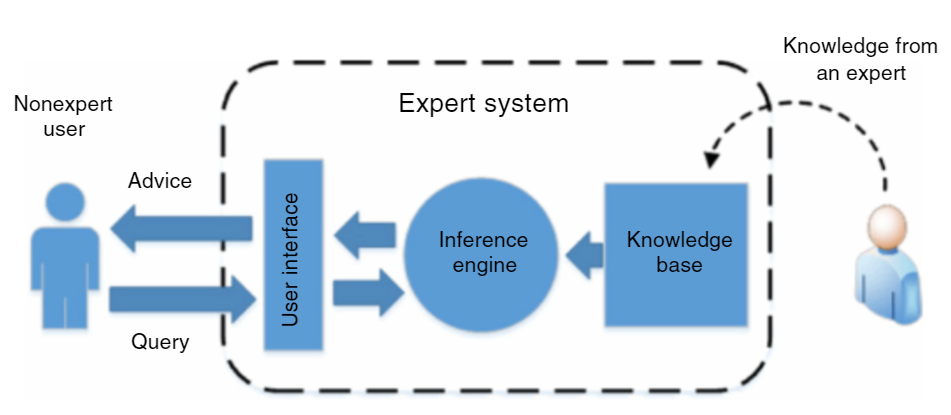 Knowledge from
an expert
Expert system
Nonexpert
user
Advice
User interface
Inference
engine
Knowledge
base
Query